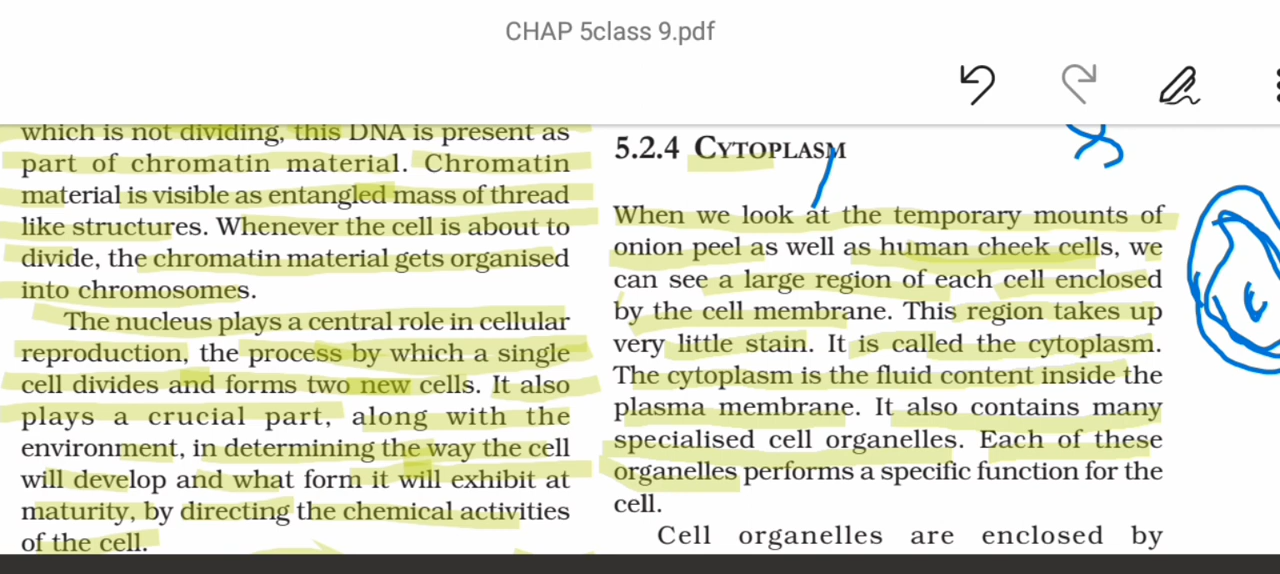 CHAP 5class 9.pdf
which is not dividing, this DNA is present as
part of chromatin material. Chromatin
material is visible as entangled mass of thread
like structures. Whenever the cell is about to
divide, the chromatin material gets organised
into chromosomes.
The nucleus plays a central role in cellular
reproduction, the process by which a single
cell divides and forms two new cells. It also
plays a crucial part, along with the
environment, in determining the way the cell
will develop and what form it will exhibit at
maturity, by directing the chemical activities
of the cell.
5.2.4 CYTOPLASM
When we look at the temporary mounts of
onion peel as well as human cheek cells, we
can see a large region of each cell enclosed
by the cell membrane. This region takes up
very little stain. It is called the cytoplasm.
The cytoplasm is the fluid content inside the
plasma membrane. It also contains many
specialised cell organelles. Each of these
organelles performs a specific function for the
cell.
Cell organelles are enclosed by